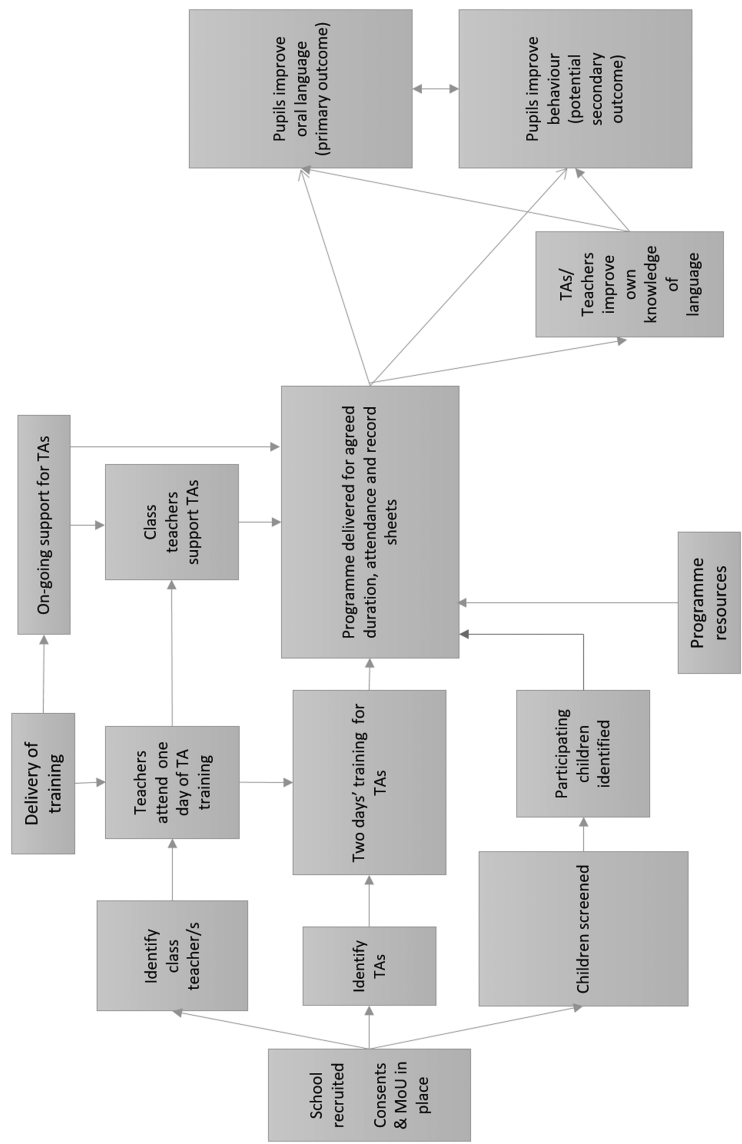 School
recruited
Consents
& MoU in
place
Identify
class
teacher/s
Identify
TAs
Children screened
Delivery of
training
Teachers
attend one
day of TA
training
Two days’ training for
TAs
Participating
children
identified
On-going support for TAs
Class
teachers
support TAs
Programme delivered for agreed
duration, attendance and record
sheets
Programme
resources
TAs/
Teachers
improve
own
knowledge
of
language
Pupils improve
oral language
(primary outcome)
Pupils improve
behaviour
(potential
secondary
outcome)